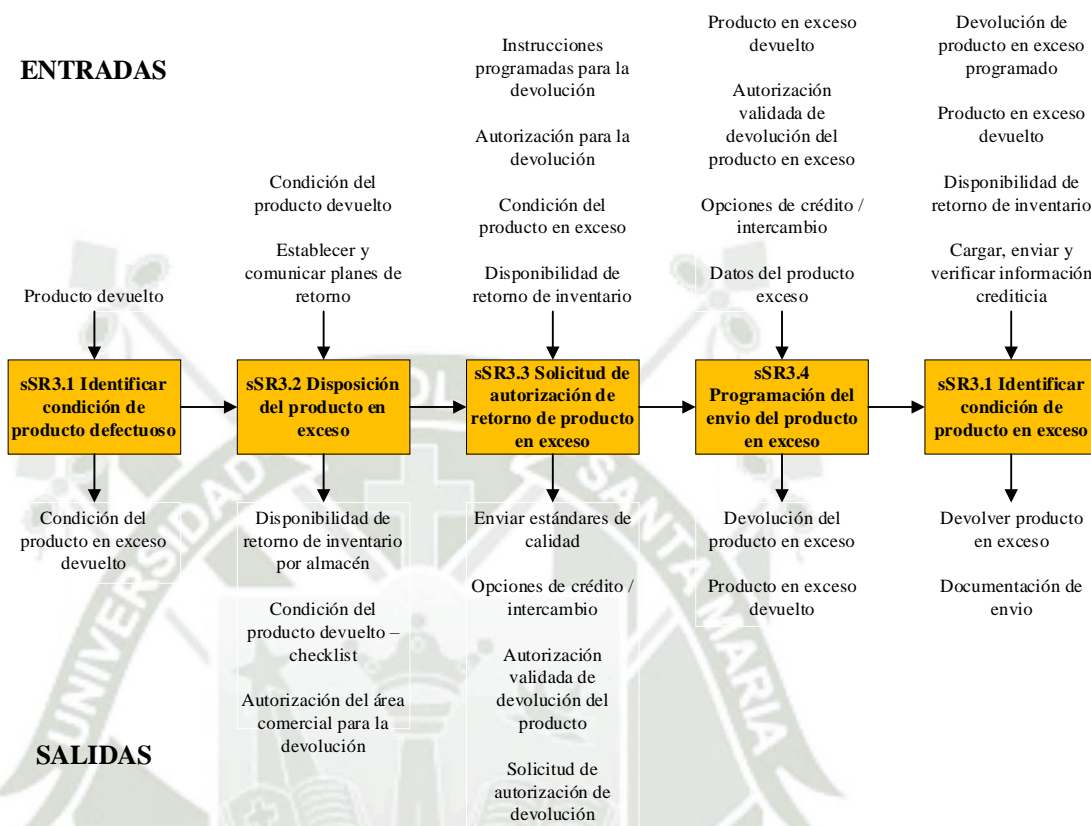 ENTRADAS
Producto devuelto
Condición del
producto devuelto
Establecer y
comunicar planes de
retorno
Instrucciones
programadas para la
devolución
Autorización para la
devolución
Condición del
producto en exceso
Disponibilidad de
retorno de inventario
Producto en exceso
devuelto
Autorización
validada de
devolución del
producto en exceso
Opciones de crédito /
intercambio
Datos del producto
exceso
Devolución de
producto en exceso
programado
Producto en exceso
devuelto
Disponibilidad de
retorno de inventario
Cargar, enviar y
verificar información
crediticia
sSR3.1 Identificar
condición de
producto defectuoso
sSR3.2 Disposición
del producto en
exceso
sSR3.3 Solicitud de
autorización de
retorno de producto
en exceso
sSR3.4
Programación del
envio del producto
en exceso
sSR3.1 Identificar
condición de
producto en exceso
Condición del
producto en exceso
devuelto
Disponibilidad de
retorno de inventario
por almacén
Condición del
producto devuelto –
checklist
Autorización del área
comercial para la
devolución
Enviar estándares de
calidad
Opciones de crédito /
intercambio
Autorización
validada de
devolución del
producto
Solicitud de
autorización de
devolución
Devolución del
producto en exceso
Producto en exceso
devuelto
Devolver producto
en exceso
Documentación de
envio
SALIDAS
UNIVERSIDAD
SANTA MARIA